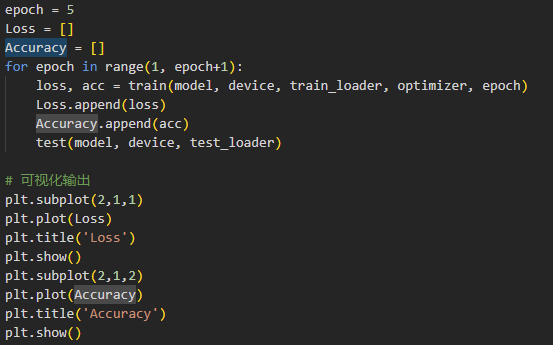 epoch = 5
Loss = []
Accuracy = []
for epoch in range(1, epoch+1):
    loss, acc = train(model, device, train_loader, optimizer, epoch)
    Loss.append(loss)
    Accuracy.append(acc)
    test(model, device, test_loader)

# 可视化输出
plt.subplot(2,1,1)
plt.plot(Loss)
plt.title('Loss')
plt.show()
plt.subplot(2,1,2)
plt.plot(Accuracy)
plt.title('Accuracy')
plt.show()